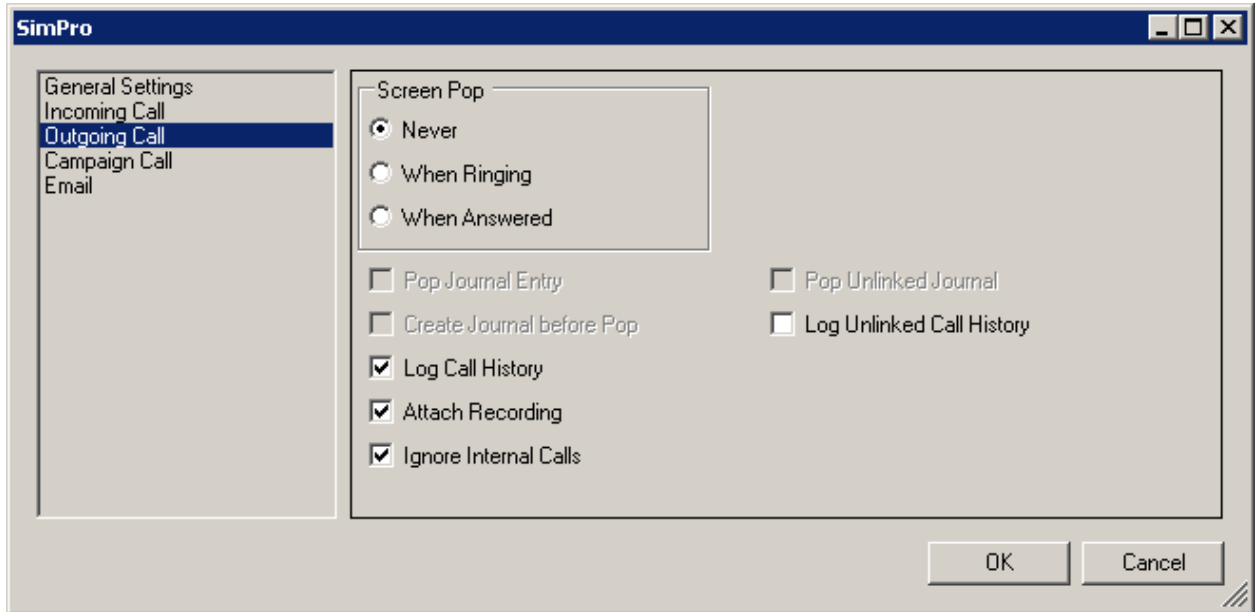 SimPro
General Settings
Incoming Call
Outgoing Call
Campaign Call
Email
Screen Pop
Never
When Ringing
When Answered
Pop Journal Entry
Pop Unlinked Journal
Create Journal before Pop
Log Unlinked Call History
Log Call History
Attach Recording
Ignore Internal Calls
OK
Cancel